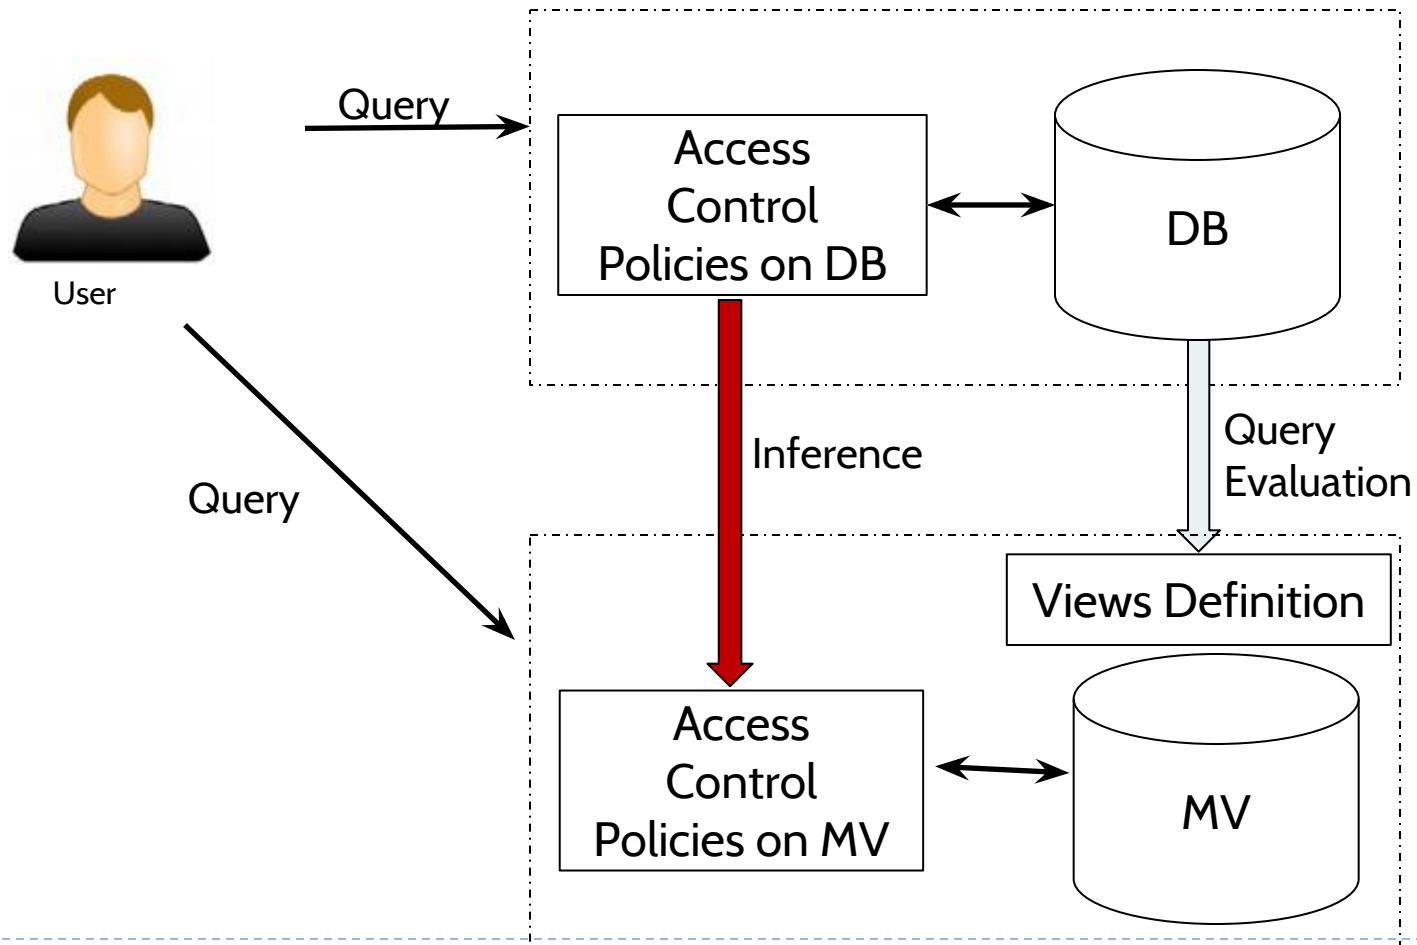 Query
Access
Control
Policies on DB
DB
User
Inference
Query
Evaluation
Query
Views Definition
Access
Control
Policies on MV
MV